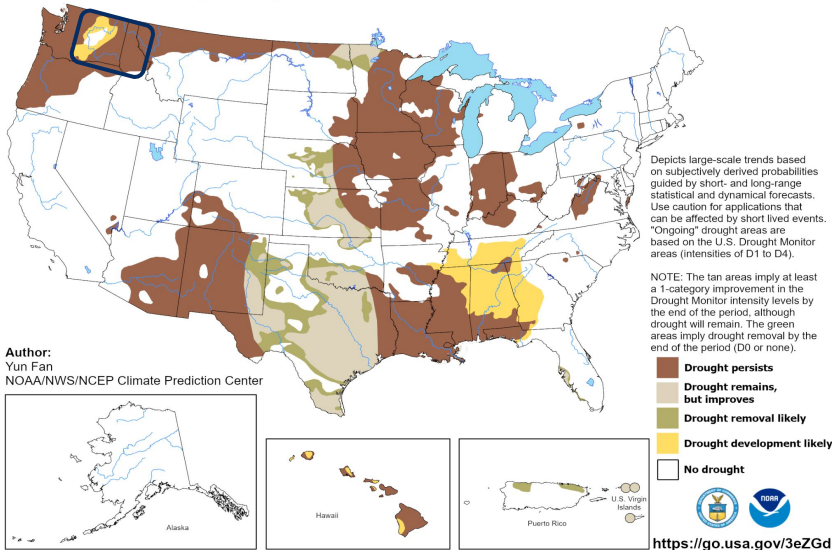 Depicts large-scale trends based
on subjectively derived probabilities
guided by short- and long-range
statistical and dynamical forecasts.
Use caution for applications that
can be affected by short lived events.
"Ongoing" drought areas are
based on the U.S. Drought Monitor
areas (intensities of D1 to D4).
NOTE: The tan areas imply at least
a 1-category improvement in the
Drought Monitor intensity levels by
the end of the period, although
drought will remain. The green
areas imply drought removal by the
end of the period (D0 or none).
Author:
Yun Fan
NOAA/NWS/NCEP Climate Prediction Center
Drought persists
Drought remains,
but improves
Drought removal likely
Drought development likely
No drought
Alaska
Hawaii
Puerto Rico
U.S. Virgin
Islands
NOAA
https://go.usa.gov/3eZGd